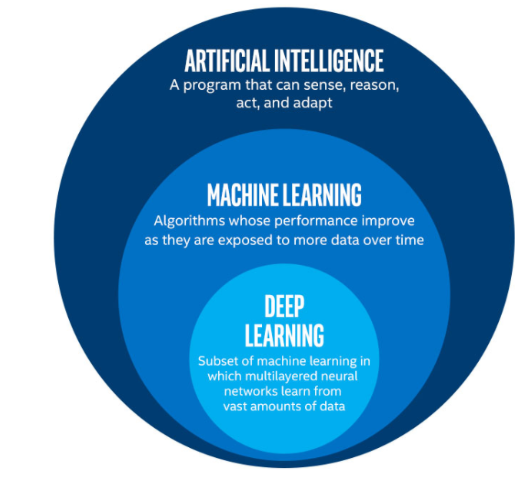 ARTIFICIAL INTELLIGENCE
A program that can sense, reason,
act, and adapt
MACHINE LEARNING
Algorithms whose performance improve
as they are exposed to more data over time
DEEP
LEARNING
Subset of machine learning in
which multilayered neural
networks learn from
vast amounts of data